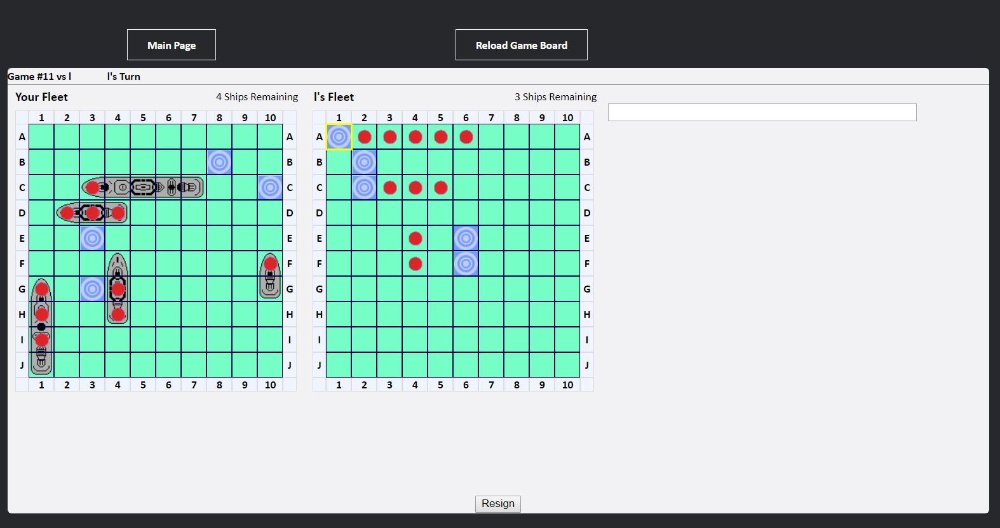 Main Page
Reload Game Board
Game #11 vs l
l's Turn
Your Fleet
4 Ships Remaining
l's Fleet
3 Ships Remaining
1 2 3 4 5 6 7 8 9 10
1 2 3 4 5 6 7 8 9 10
A A A A
B B B B
C C C C
D D D D
E E E E
F F F F
G G G G
H H H H
I I I I
J J J J
1 2 3 4 5 6 7 8 9 10
1 2 3 4 5 6 7 8 9 10
Resign